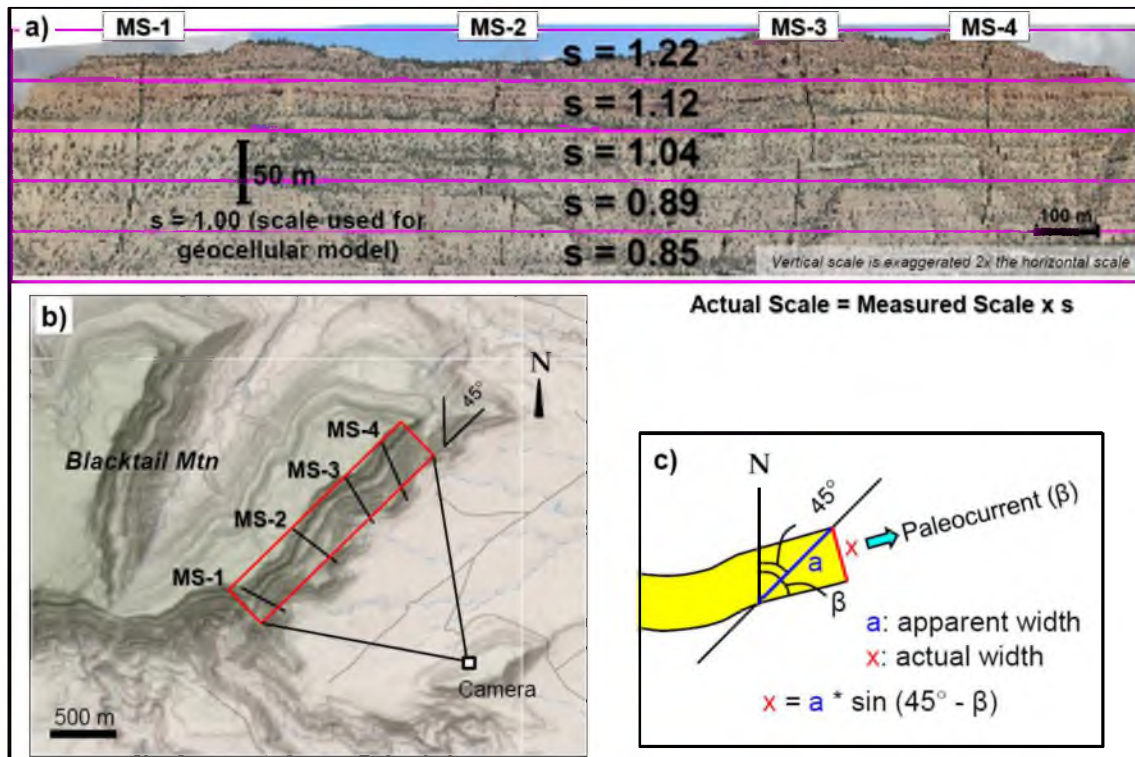 a)
MS-1
MS-2
MS-3
MS-4
s = 1.22
s = 1.12
s = 1.04
50 m
s = 0.89
s = 1.00 (scale used for
geocellular model)
100 m
s = 0.85
Vertical scale is exaggerated 2x the horizontal scale
Actual Scale = Measured Scale x s
b)
N
45°
MS-4
Blacktail Mtn
MS-3
MS-2
MS-1
Camera
500 m
c)
N
45°
Paleocurrent (β)
x
a
β
a: apparent width
x: actual width
x = a * sin (45° - β)